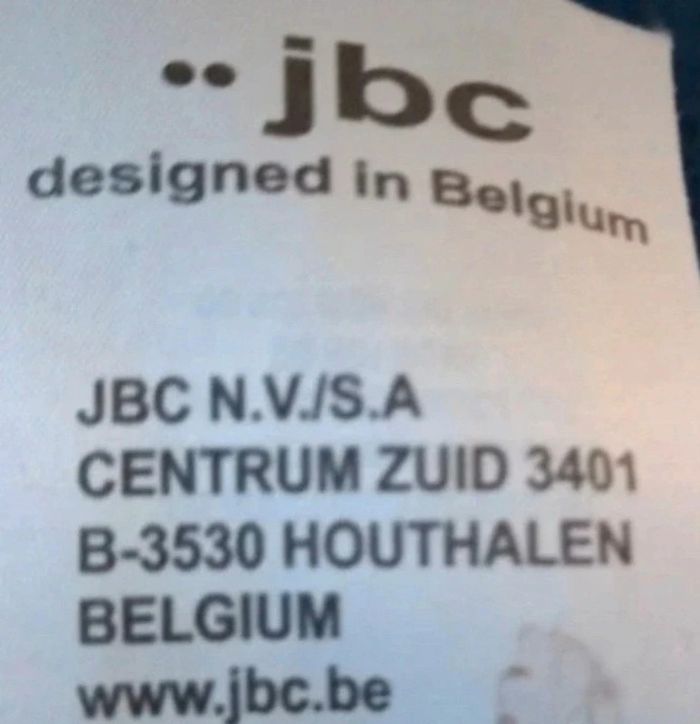 jbc
designed in Belgium
JBC N.V./S.A
CENTRUM ZUID 3401
B-3530 HOUTHALEN
BELGIUM
www.jbc.be